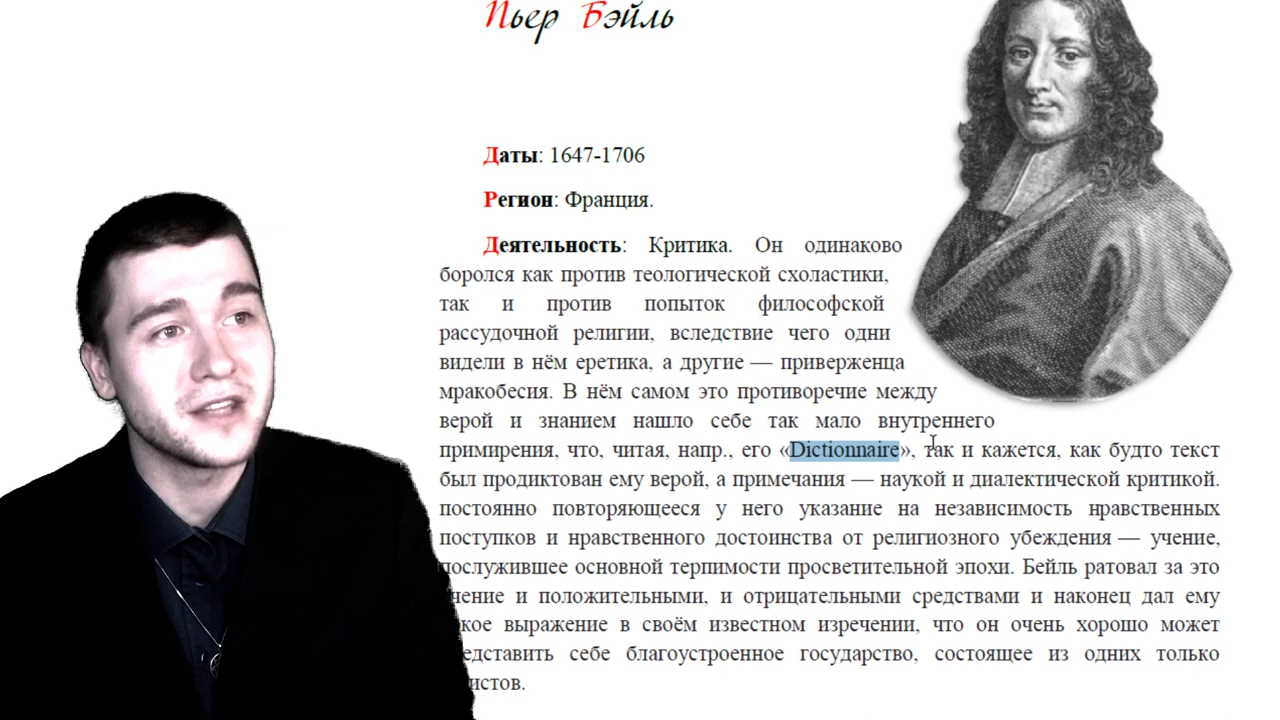 Пьер Бэйль
Даты: 1647-1706
Регион: Франция.
Деятельность: Критика. Он одинаково
боролся как против теологической схоластики,
так и против попыток философской
рассудочной религии, вследствие чего одни
видели в нём еретика, а другие — приверженца
мракобесия. В нём самом это противоречие между
верой и знанием нашло себе так мало внутреннего
примирения, что, читая, напр., его «Dictionnaire», так и кажется, как будто текст
был продиктован ему верой, а примечания — наукой и диалектической критикой.
постоянно повторяющееся у него указание на независимость нравственных
поступков и нравственного достоинства от религиозного убеждения — учение,
послужившее основной терпимости просветительной эпохи. Бейль ратовал за это
учение и положительными, и отрицательными средствами и наконец дал ему
выражение в своём известном изречении, что он очень хорошо может
представить себе благоустроенное государство, состоящее из одних только